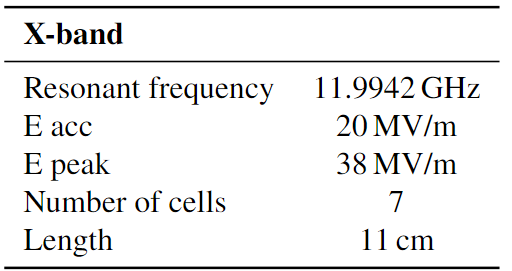 X-band
Resonant frequency 11.9942 GHz
E acc 20 MV/m
E peak 38 MV/m
Number of cells 7
Length 11 cm